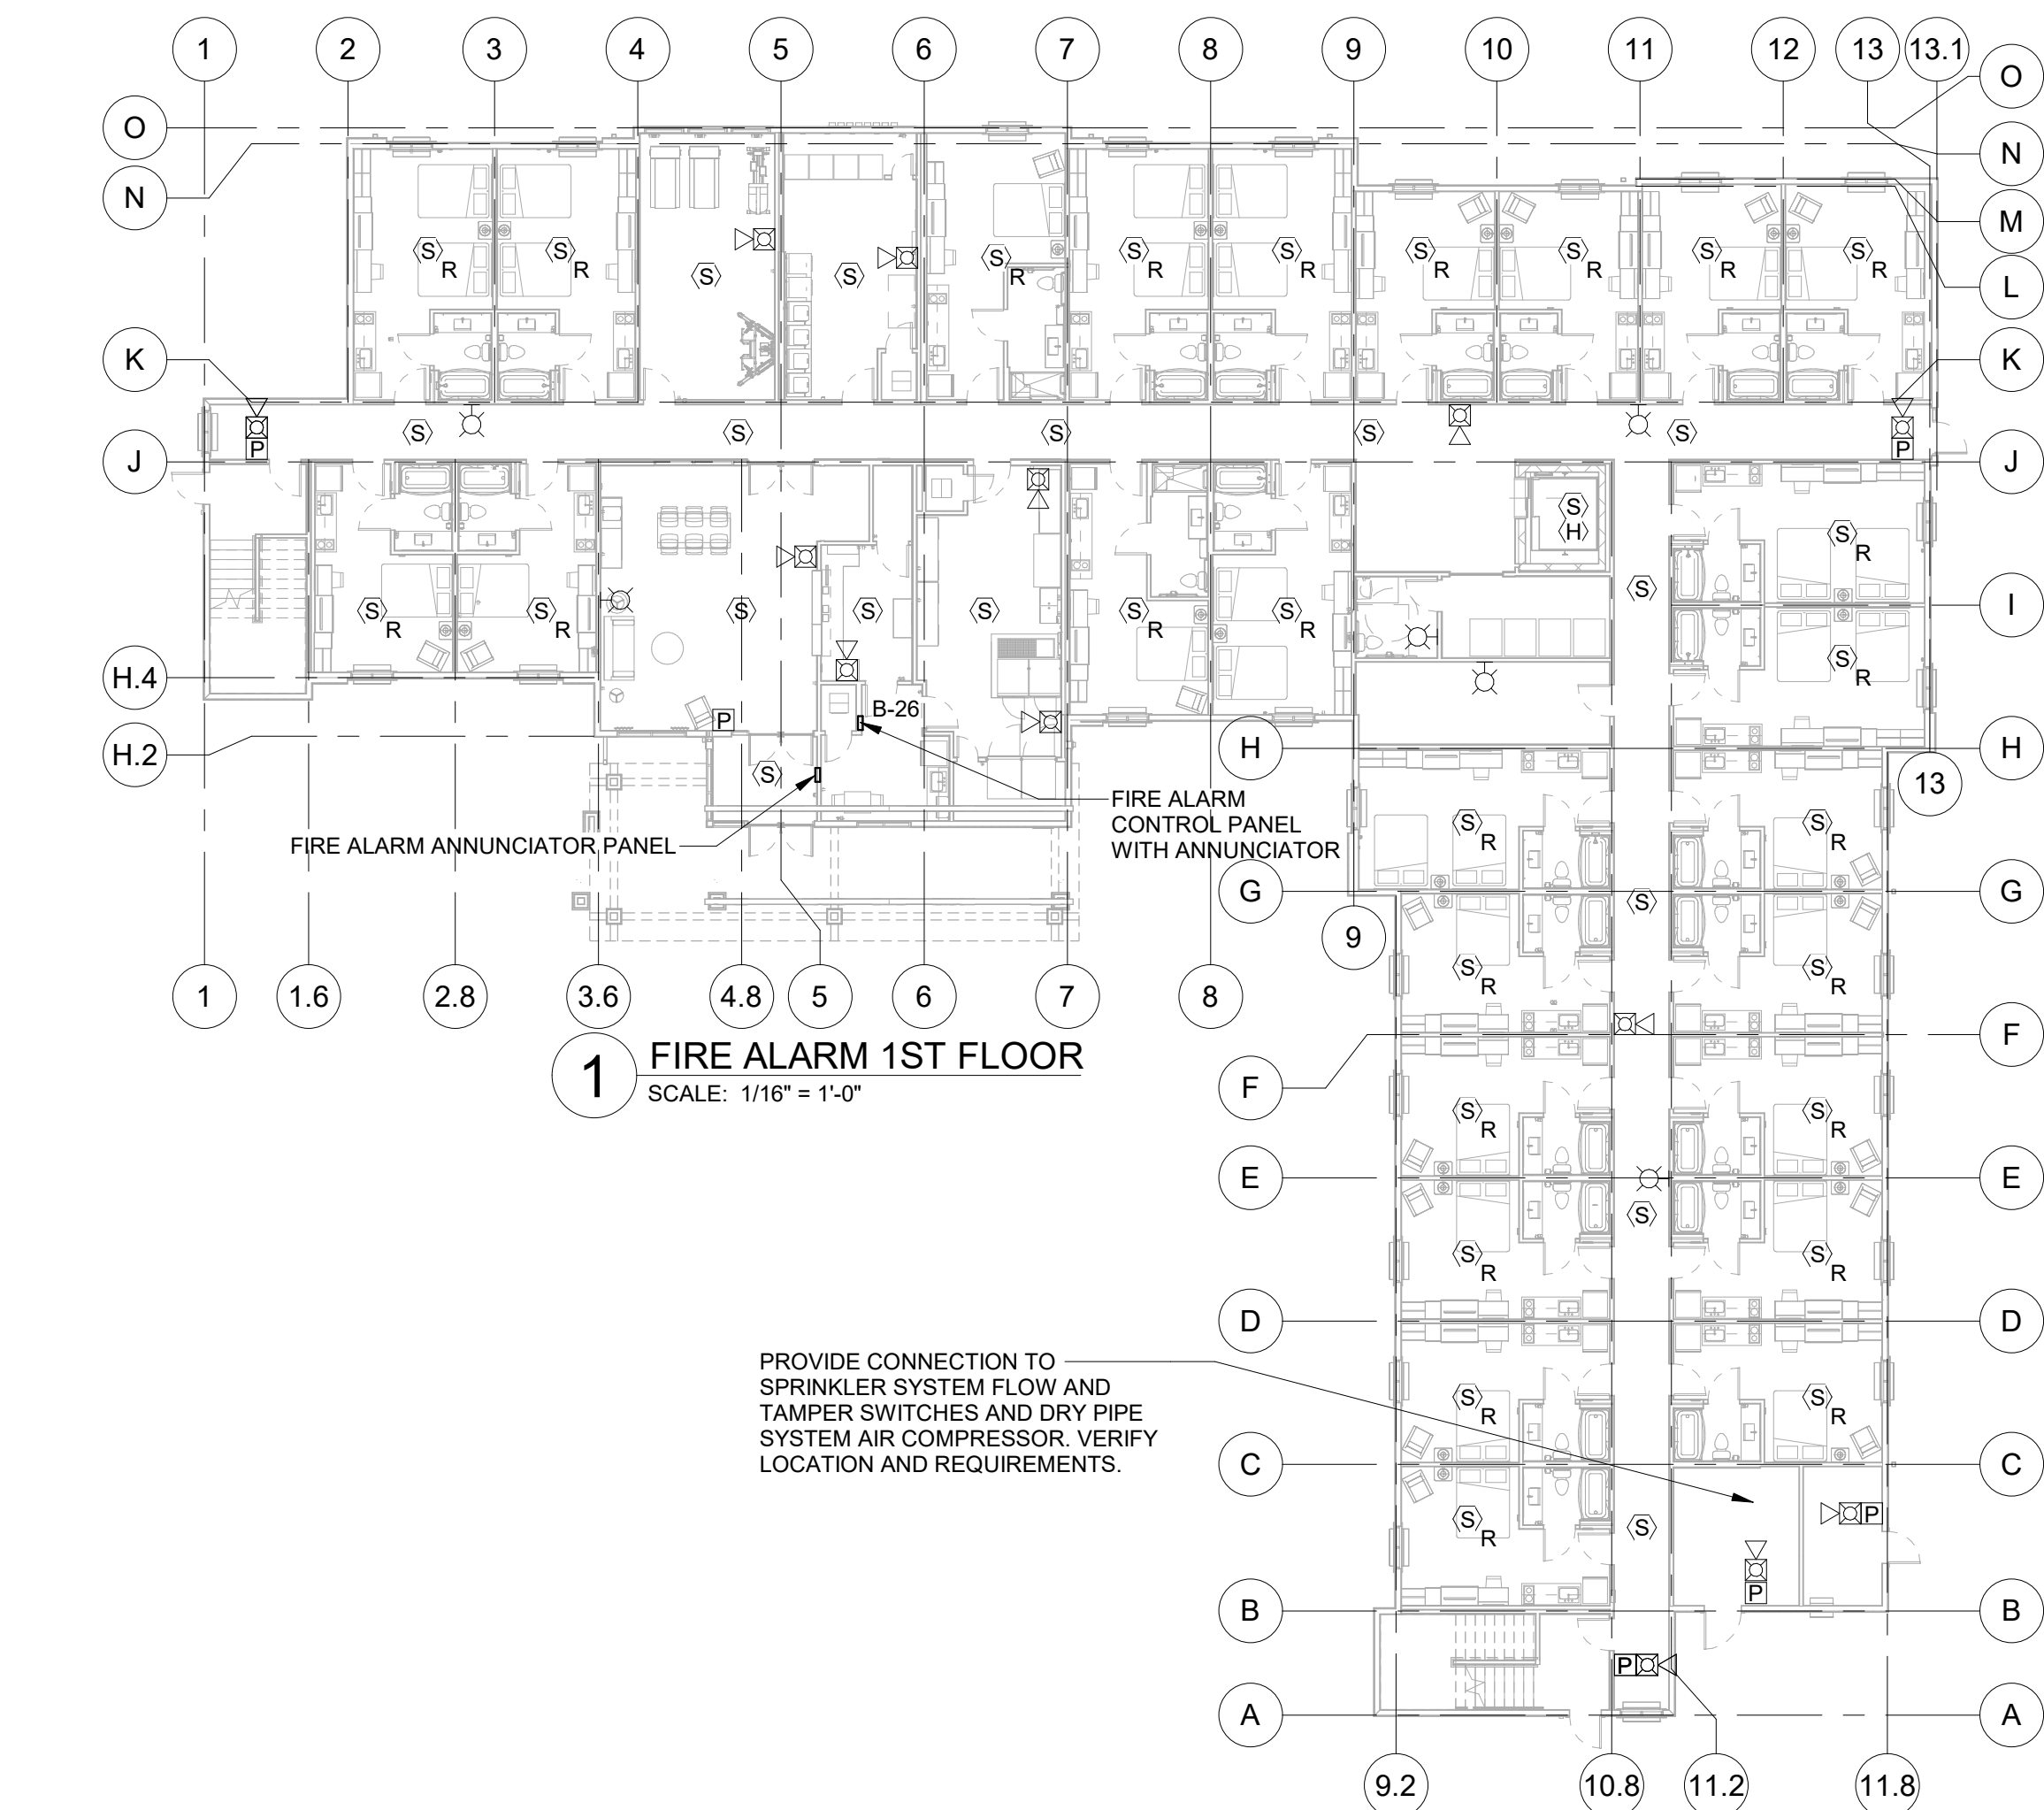 1 2 3 4 5 6 7 8 9 10 11 12 13 13.1
O O
N N
M
L
S R S R S S S R S R S R S R S R S R S R
K K
P S S S S S P
J J
S H
S R S R S S S S R S R S S R
I
S R
H.4
P B-26
H.2 H H
S
13
FIRE ALARM
CONTROL PANEL
WITH ANNUNCIATOR
FIRE ALARM ANNUNCIATOR PANEL
S R S R
G G
S
9
S R S R
1 1.6 2.8 3.6 4.8 5 6 7 8
F
1 FIRE ALARM 1ST FLOOR
SCALE: 1/16" = 1'-0"
F
S R S R
E E
S
S R S R
D D
PROVIDE CONNECTION TO
SPRINKLER SYSTEM FLOW AND
TAMPER SWITCHES AND DRY PIPE
SYSTEM AIR COMPRESSOR. VERIFY
LOCATION AND REQUIREMENTS.
S R S R
C C
S R S P
P
B B
P
A A
9.2 10.8 11.2 11.8